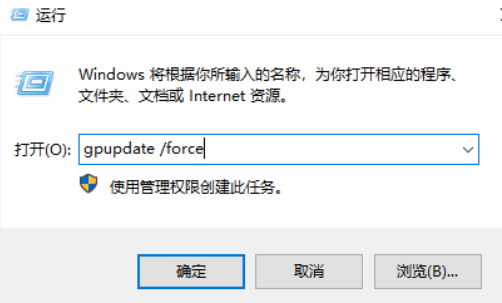 运行
Windows 将根据你所输入的名称，为你打开相应的程序、
文件夹、文档或 Internet 资源。
打开(O): gpupdate /force
使用管理权限创建此任务。
确定 取消 浏览(B)...